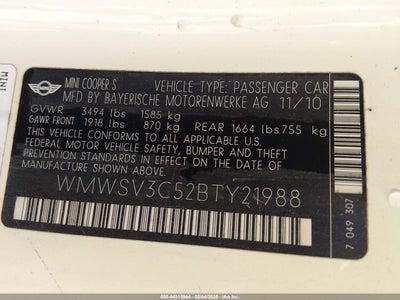 MINI
MINI COOPER S
VEHICLE TYPE: PASSENGER CAR
MFD BY BAYERISCHE MOTORENWERKE AG 11/10
GVWR 3494 lbs 1585 kg
GAWR FRONT 1918 lbs 870 kg REAR 1664 lbs 755 kg
THIS VEHICLE CONFORMS TO ALL APPLICABLE U.S.
FEDERAL MOTOR VEHICLE SAFETY, BUMPER, AND THEFT
PREVENTION STANDARDS IN EFFECT ON THE DATE OF
MANUFACTURE SHOWN ABOVE.
WMWSV3C52BTY21988
7 049 307
MINI